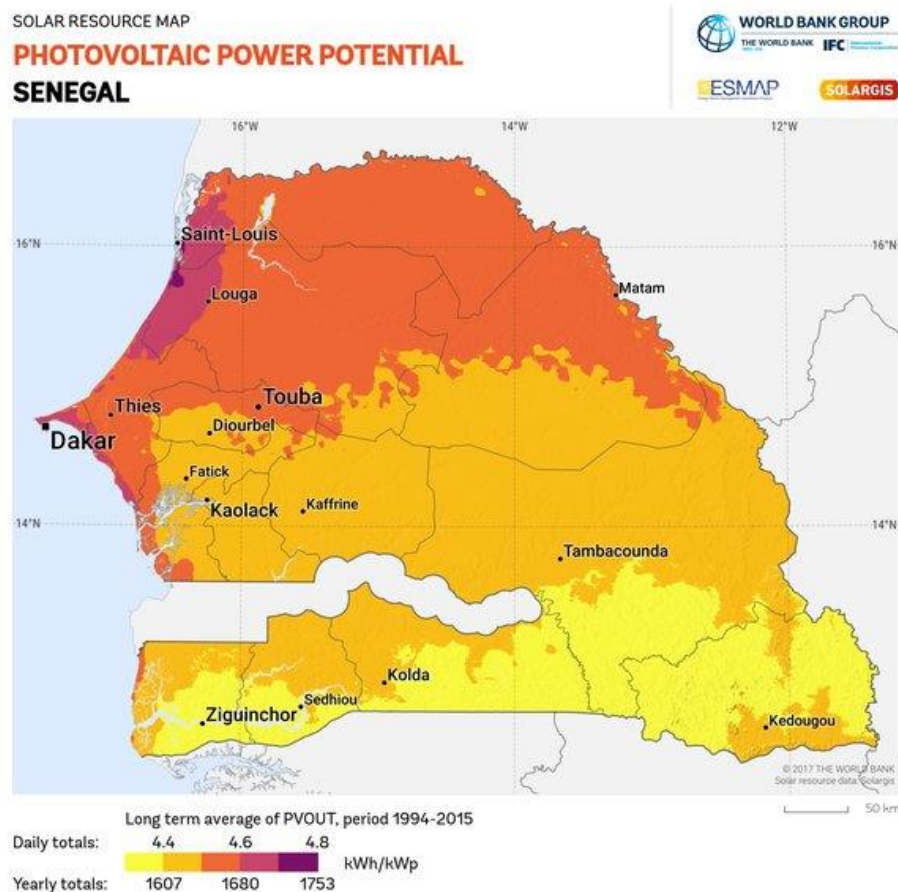 SOLAR RESOURCE MAP
PHOTOVOLTAIC POWER POTENTIAL
SENEGAL
WORLD BANK GROUP
THE WORLD BANK
IFC
ESMAP
SOLARGIS
16°W
14°W
12°W
Saint-Louis
16°N
16°N
Louga
Matam
Touba
Thies
Diourbel
Dakar
Fatick
Kaolack
Kaffrine
14°N
14°N
Tambacounda
Kolda
Sedhiou
Ziguinchor
Kedougou
© 2017 THE WORLD BANK
Solar resource data: Solargis
50 km
Long term average of PVOUT, period 1994-2015
Daily totals: 4.4 4.6 4.8
kWh/kWp
Yearly totals: 1607 1680 1753